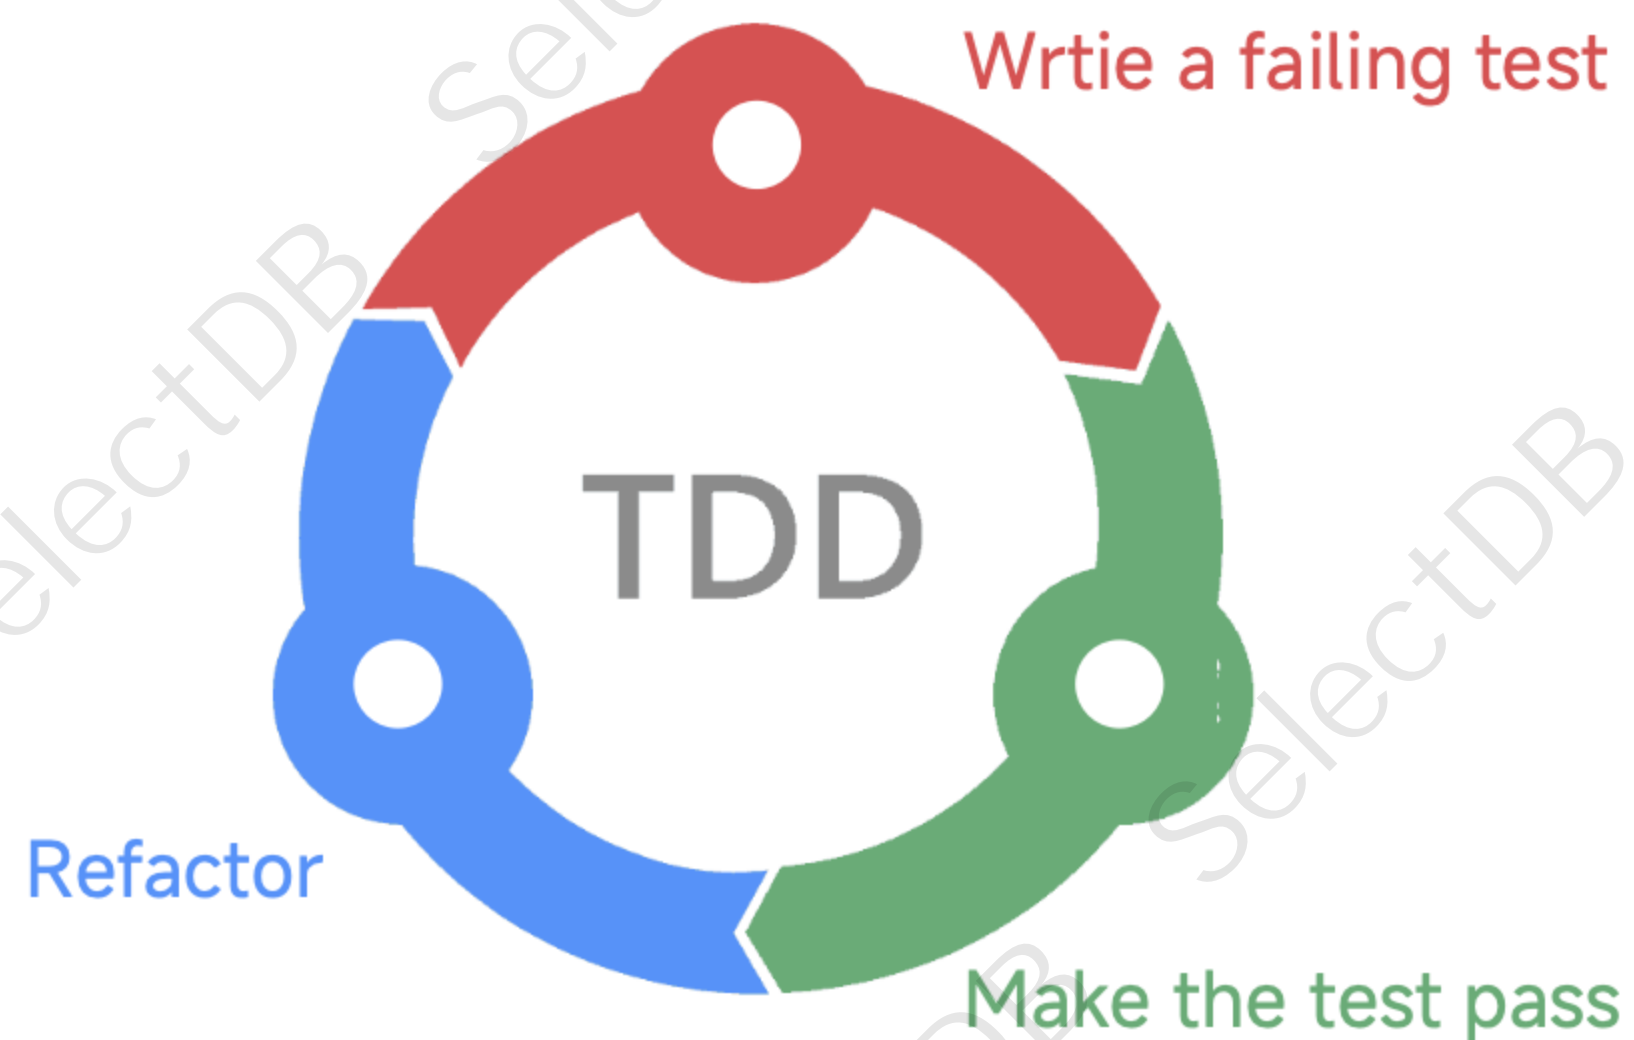 Wrtie a failing test
TDD
Refactor
Make the test pass
SelectDB
SelectDB